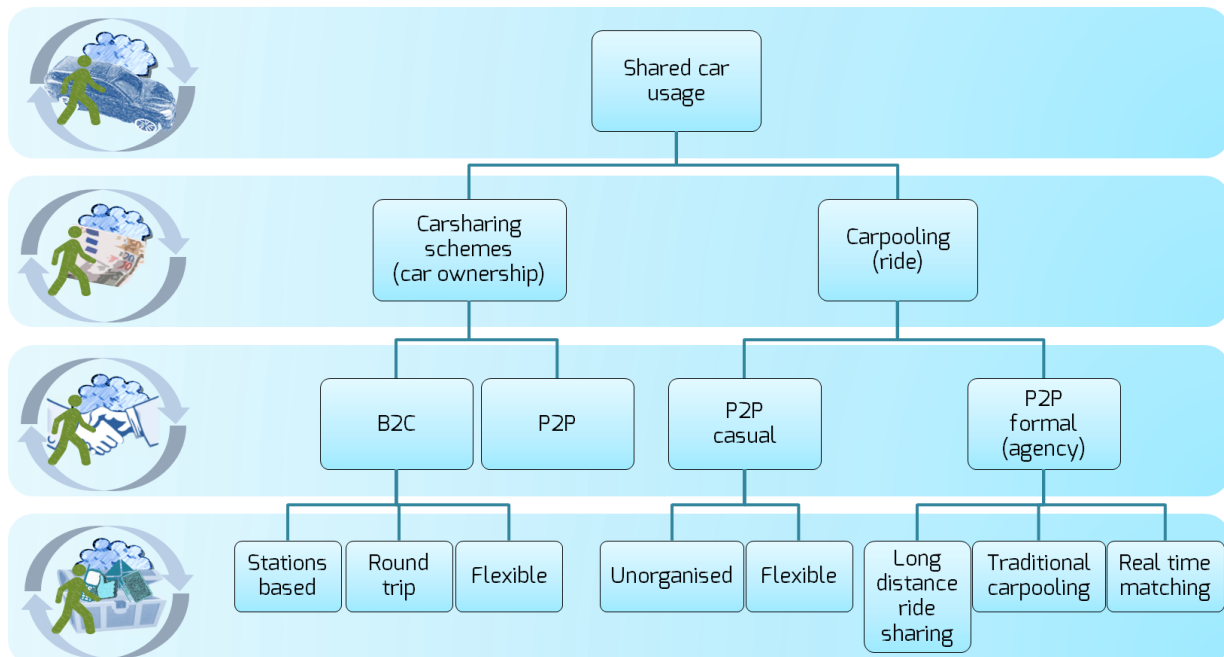 Shared car
usage
Carsharing
schemes
(car ownership)
Carpooling
(ride)
B2C
P2P
P2P
casual
P2P
formal
(agency)
Stations
based
Round
trip
Flexible
Unorganised
Flexible
Long
distance
ride
sharing
Traditional
carpooling
Real time
matching